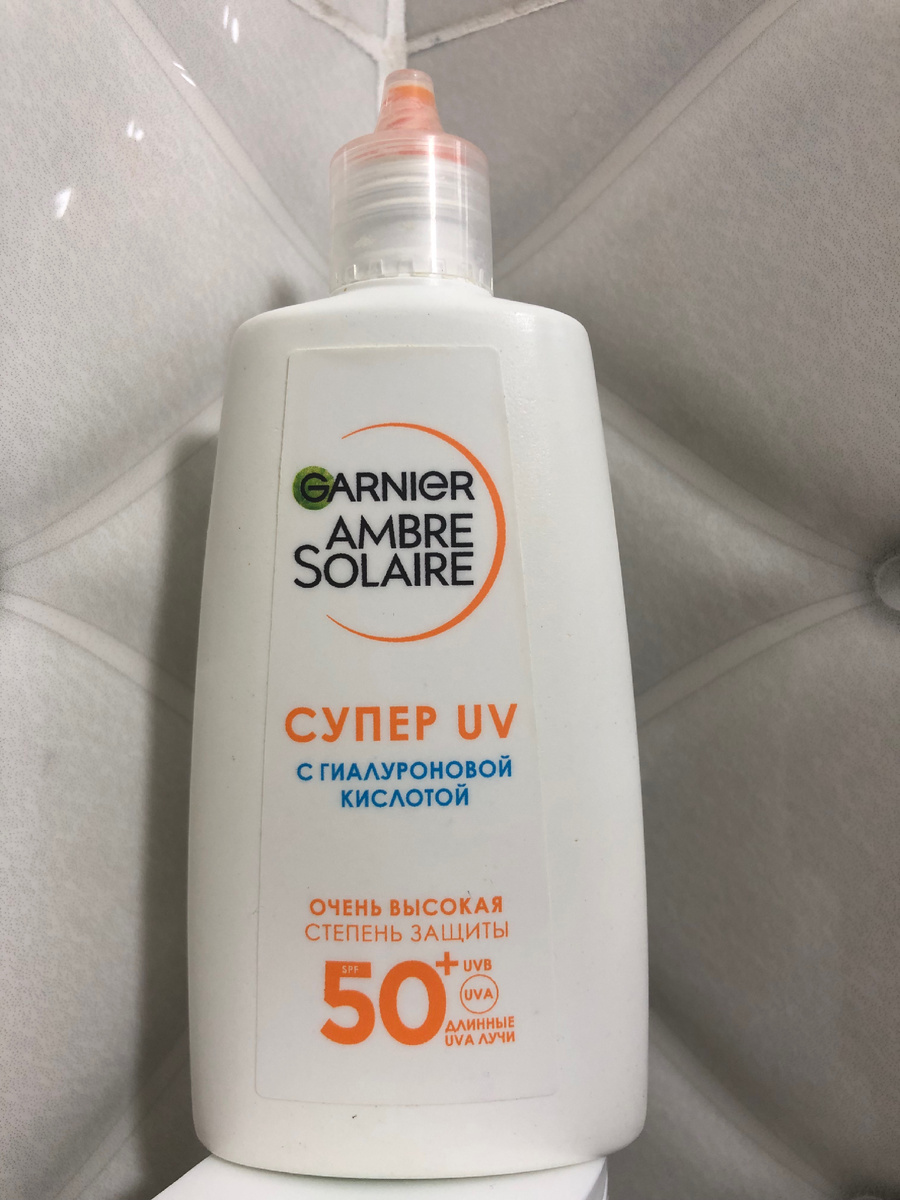 GARNIER
AMBRE
SOLAIRE
СУПЕР UV
С ГИАЛУРОНОВОЙ
КИСЛОТОЙ
ОЧЕНЬ ВЫСОКАЯ
СТЕПЕНЬ ЗАЩИТЫ
SPF 50+ UVB
UVA
ДЛИННЫЕ
UVA ЛУЧИ